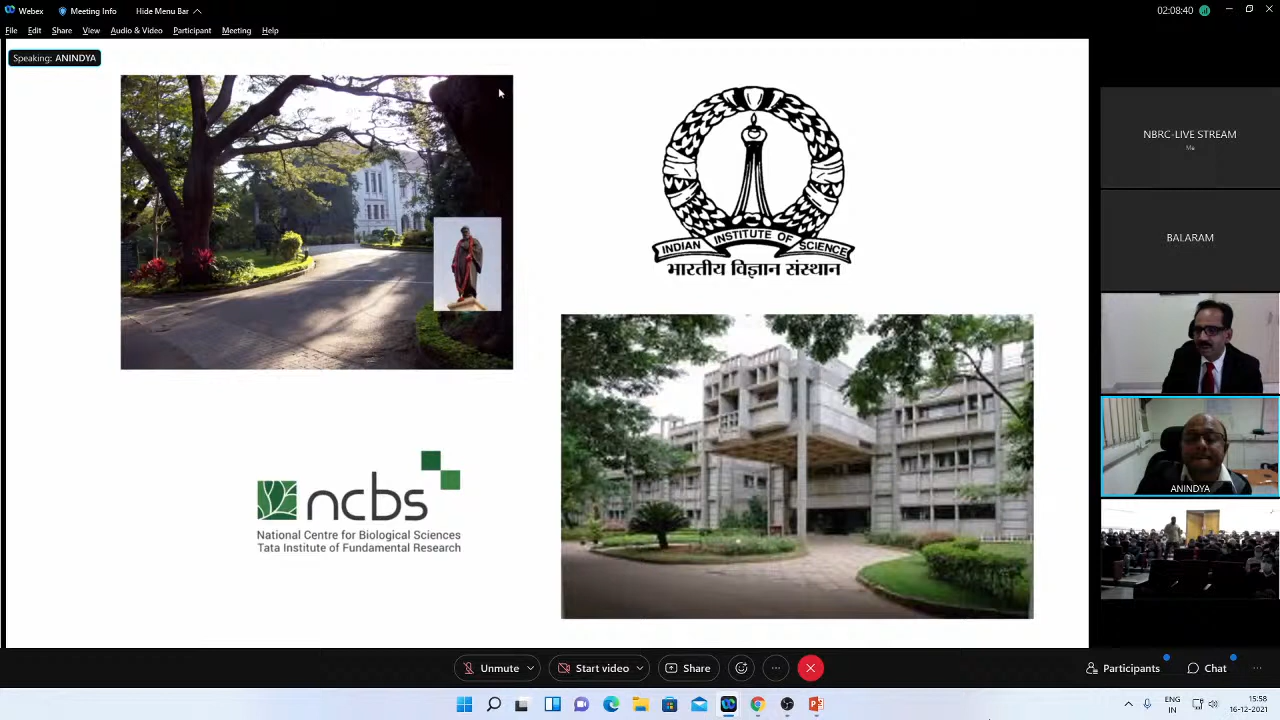 Webex
Meeting Info
Hide Menu Bar
02:08:40
File
Edit
Share
View
Audio & Video
Participant
Meeting
Help
Speaking: ANINDYA
INDIAN INSTITUTE OF SCIENCE
भारतीय विज्ञान संस्थान
ncbs
National Centre for Biological Sciences
Tata Institute of Fundamental Research
NBRC-LIVE STREAM
Me
BALARAM
ANINDYA
Unmute
Start video
Share
Participants
Chat
ENG
IN
15:58
16-12-2021